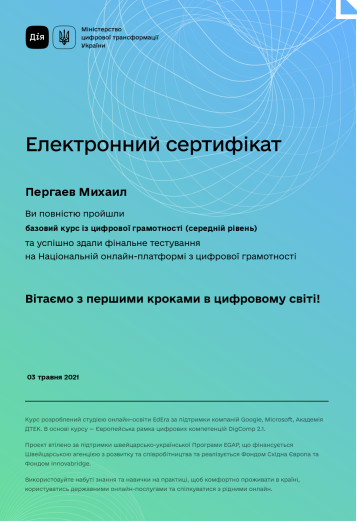 Дія
Міністерство
цифрової трансформації
України
Електронний сертифікат
Пергаев Михаил
Ви повністю пройшли
базовий курс із цифрової грамотності (середній рівень)
та успішно здали фінальне тестування
на Національній онлайн-платформі з цифрової грамотності
Вітаємо з першими кроками в цифровому світі!
03 травня 2021
Курс розроблений студією онлайн-освіти EdEra за підтримки компаній Google, Microsoft, Академія
ДТЕК. В основі курсу — Європейська рамка цифрових компетенцій DigComp 2.1.
Проєкт втілено за підтримки швейцарсько-української Програми EGAP, що фінансується
Швейцарською агенцією з розвитку та співробітництва та реалізується Фондом Східна Європа та
Фондом Innovabridge.
Використовуйте набуті знання та навички на практиці, щоб комфортно проживати в країні,
користуватись державними онлайн-послугами та спілкуватися з рідними онлайн.